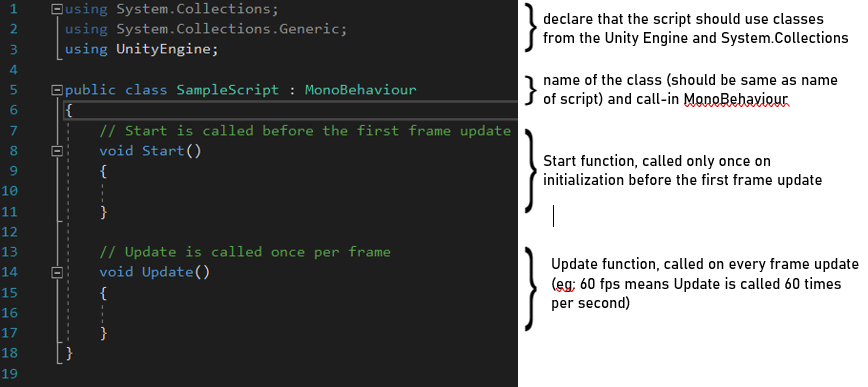 1 using System.Collections;
2 using System.Collections.Generic;
3 using UnityEngine;
4
5 public class SampleScript : MonoBehaviour
6 {
7 // Start is called before the first frame update
8 void Start()
9 {
10
11 }
12
13 // Update is called once per frame
14 void Update()
15 {
16
17 }
18 }
19
declare that the script should use classes
from the Unity Engine and System.Collections
name of the class (should be same as name
of script) and call-in MonoBehaviour
Start function, called only once on
initialization before the first frame update
Update function, called on every frame update
(eg: 60 fps means Update is called 60 times
per second)